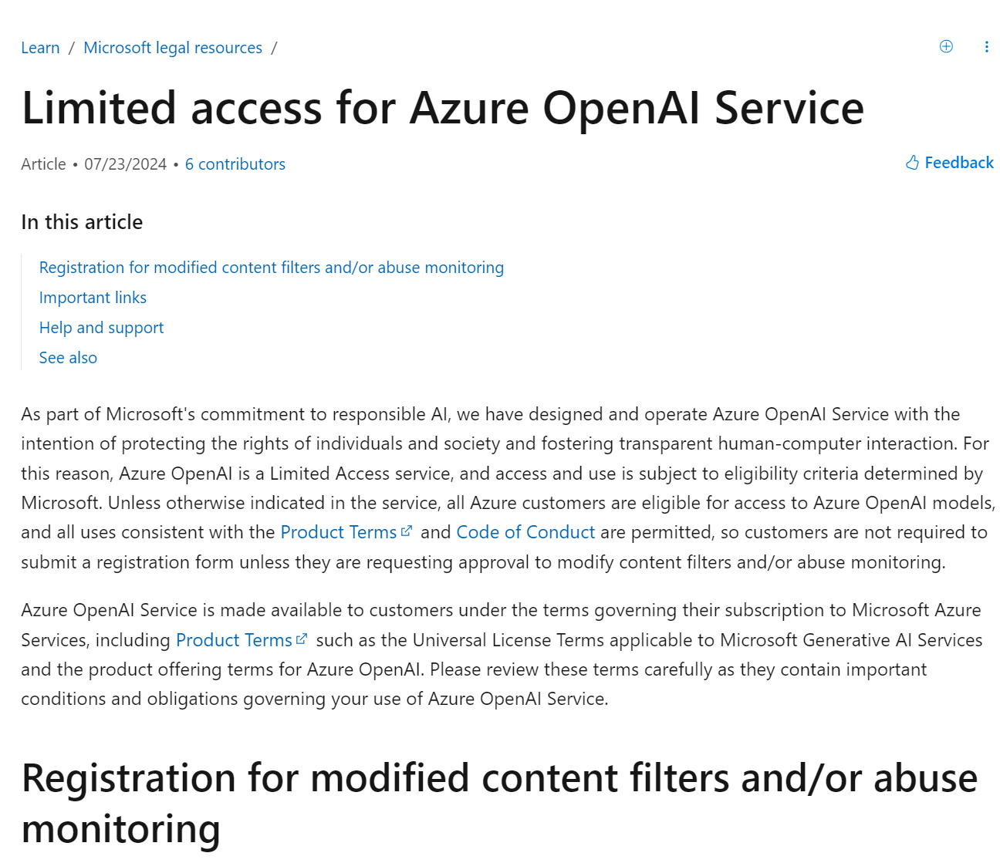 Learn / Microsoft legal resources /
Limited access for Azure OpenAI Service
Article • 07/23/2024 • 6 contributors
Feedback
In this article
Registration for modified content filters and/or abuse monitoring
Important links
Help and support
See also
As part of Microsoft's commitment to responsible AI, we have designed and operate Azure OpenAI Service with the
intention of protecting the rights of individuals and society and fostering transparent human-computer interaction. For
this reason, Azure OpenAI is a Limited Access service, and access and use is subject to eligibility criteria determined by
Microsoft. Unless otherwise indicated in the service, all Azure customers are eligible for access to Azure OpenAI models,
and all uses consistent with the Product Terms and Code of Conduct are permitted, so customers are not required to
submit a registration form unless they are requesting approval to modify content filters and/or abuse monitoring.
Azure OpenAI Service is made available to customers under the terms governing their subscription to Microsoft Azure
Services, including Product Terms such as the Universal License Terms applicable to Microsoft Generative AI Services
and the product offering terms for Azure OpenAI. Please review these terms carefully as they contain important
conditions and obligations governing your use of Azure OpenAI Service.
Registration for modified content filters and/or abuse
monitoring